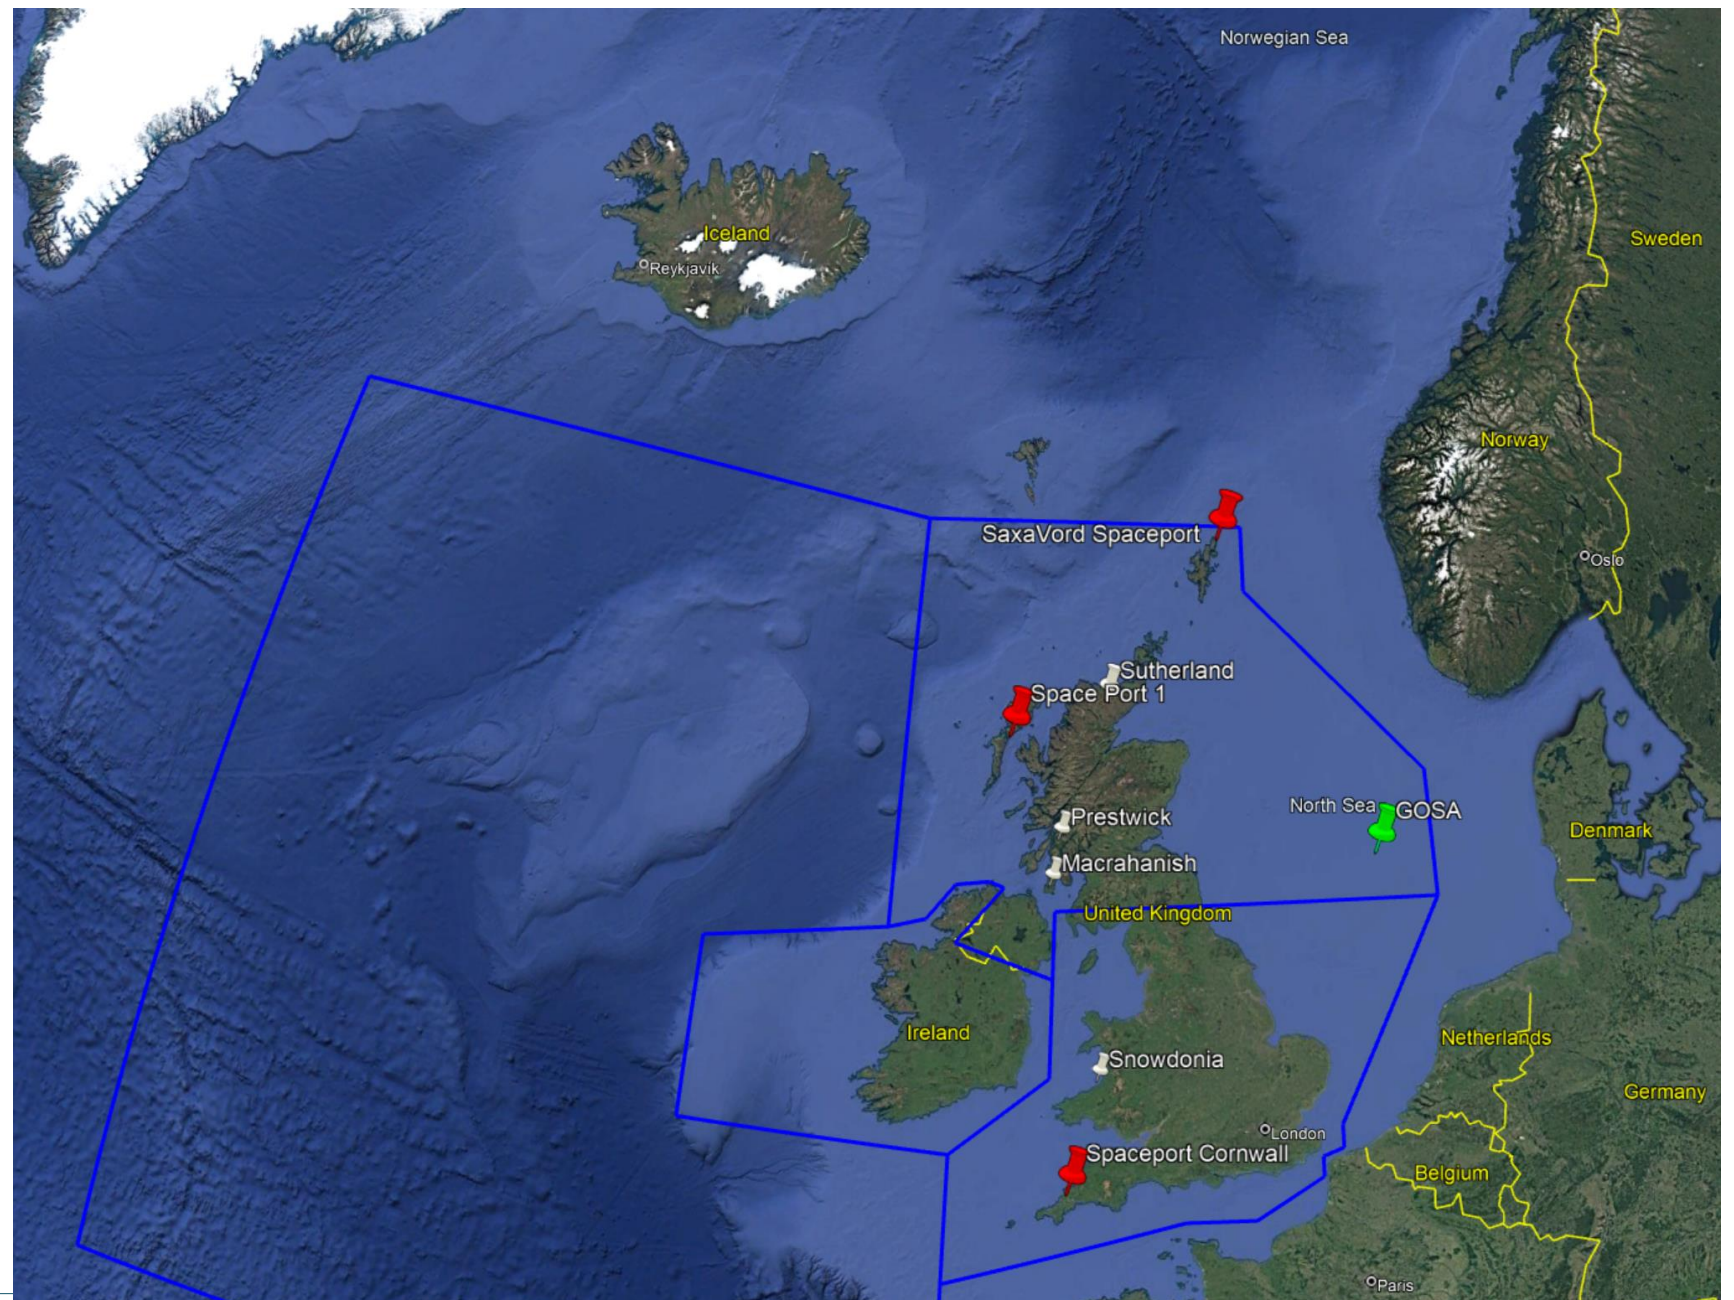 Norwegian Sea
Iceland
Sweden
Reykjavik
Norway
SaxaVord Spaceport
Oslo
Sutherland
Space Port 1
North Sea
GOSA
Prestwick
Denmark
Macrahanish
United Kingdom
Ireland
Netherlands
Snowdonia
Germany
London
Spaceport Cornwall
Belgium
Paris